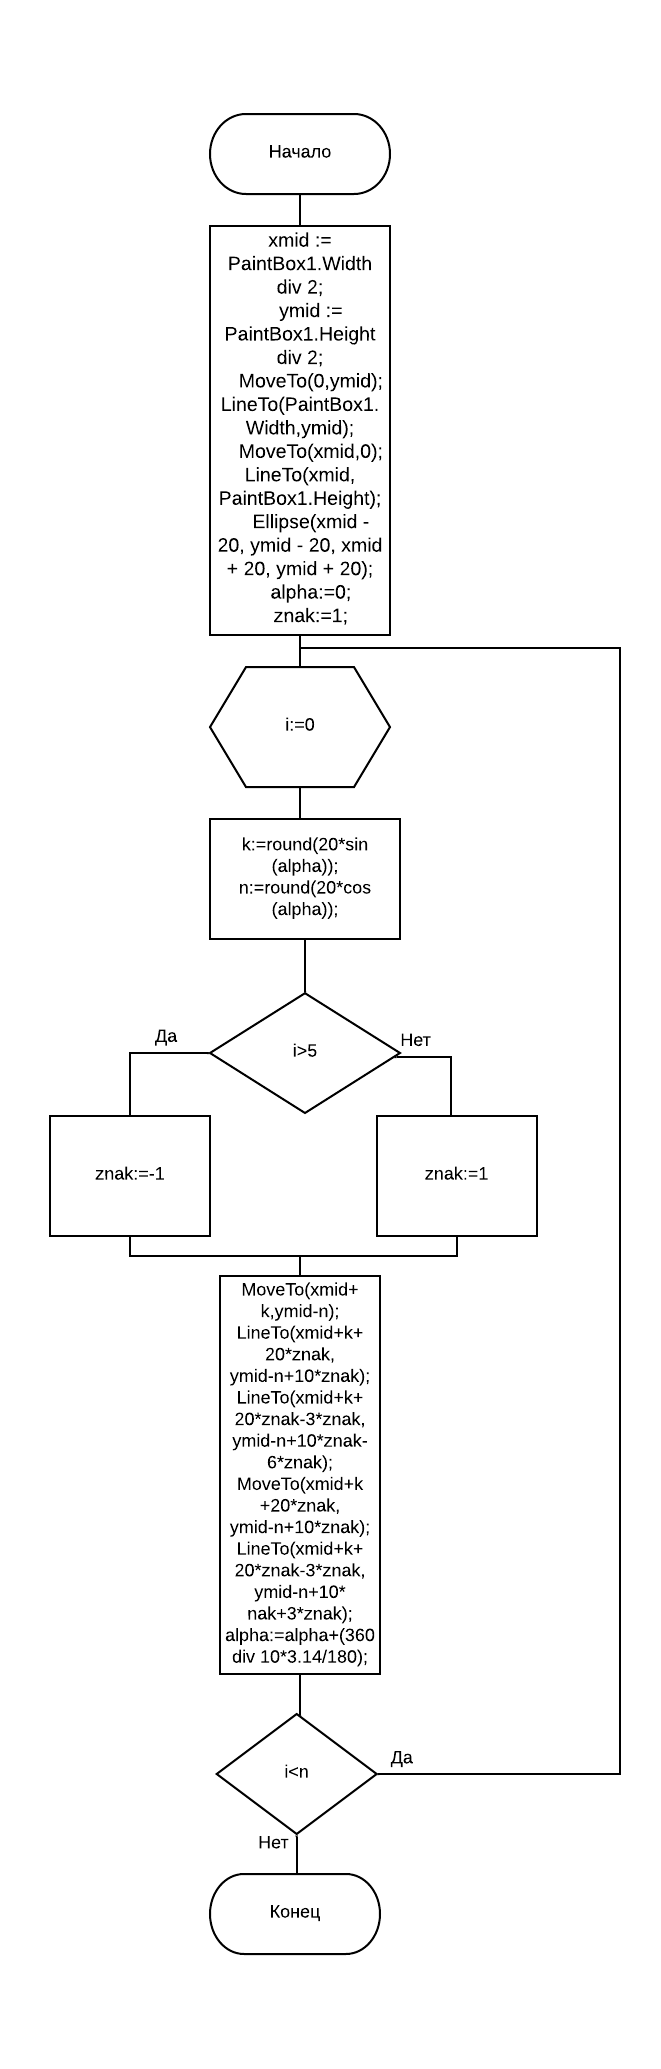 Начало
xmid :=
PaintBox1.Width
div 2;
ymid :=
PaintBox1.Height
div 2;
MoveTo(0,ymid);
LineTo(PaintBox1.
Width,ymid);
MoveTo(xmid,0);
LineTo(xmid,
PaintBox1.Height);
Ellipse(xmid -
20, ymid - 20, xmid
+ 20, ymid + 20);
alpha:=0;
znak:=1;
i:=0
k:=round(20*sin
(alpha));
n:=round(20*cos
(alpha));
i>5
Да
Нет
znak:=-1
znak:=1
MoveTo(xmid+
k,ymid-n);
LineTo(xmid+k+
20*znak,
ymid-n+10*znak);
LineTo(xmid+k+
20*znak-3*znak,
ymid-n+10*znak-
6*znak);
MoveTo(xmid+k
+20*znak,
ymid-n+10*znak);
LineTo(xmid+k+
20*znak-3*znak,
ymid-n+10*
nak+3*znak);
alpha:=alpha+(360
div 10*3.14/180);
i<n
Да
Нет
Конец